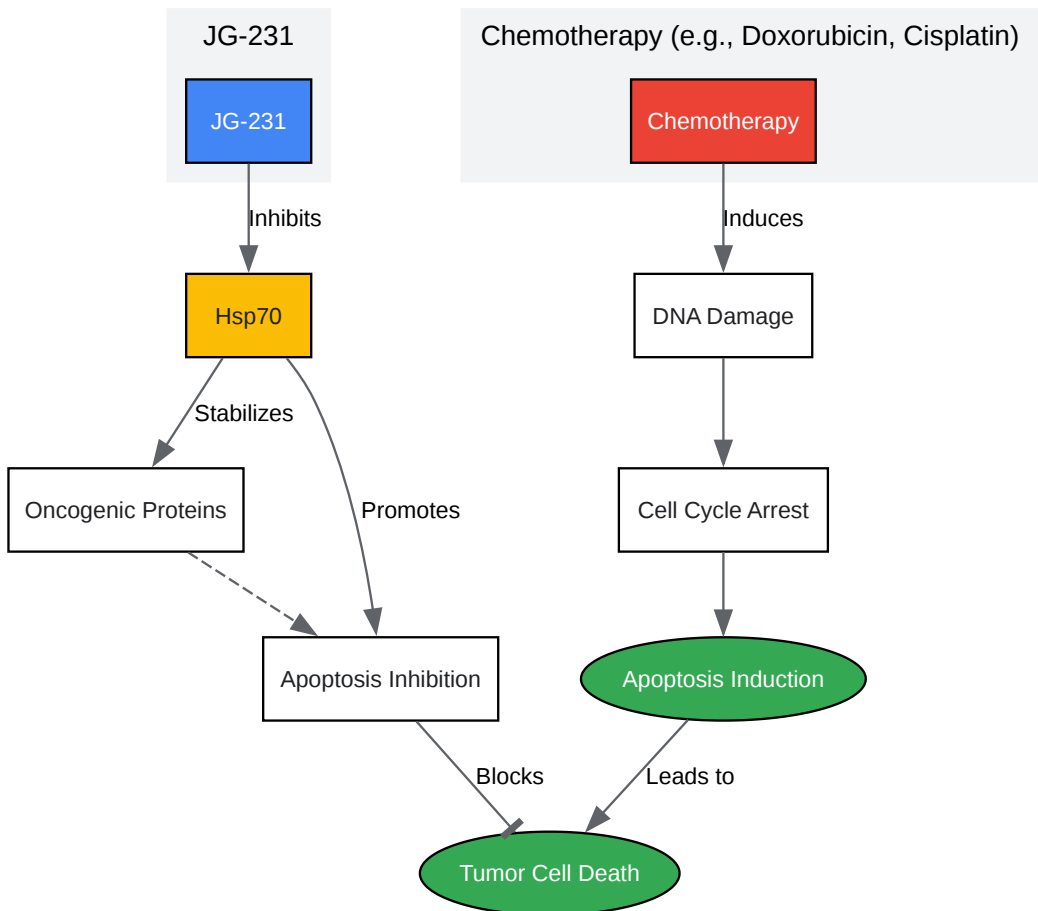 JG-231
Chemotherapy (e.g., Doxorubicin, Cisplatin)
JG-231
Chemotherapy
Inhibits
Induces
Hsp70
DNA Damage
Stabilizes
Oncogenic Proteins
Promotes
Cell Cycle Arrest
Apoptosis Inhibition
Apoptosis Induction
Blocks
Leads to
Tumor Cell Death